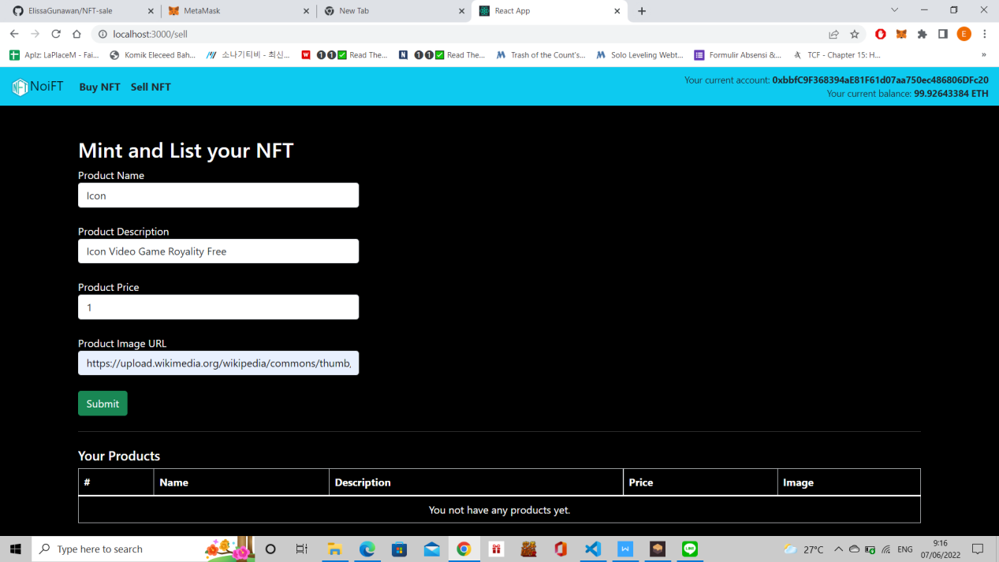 ElissaGunawan/NFT-sale
MetaMask
New Tab
React App
localhost:3000/sell
E
Aplz: LaPlaceM - Fai...
Komik Eleceed Bah...
소나기티비 - 최신...
W
❶❶✅ Read The...
N
❶❶✅ Read The...
Trash of the Count's...
Solo Leveling Webt...
Formulir Absensi &...
TCF - Chapter 15: H...
»
NFT
NoiFT
Buy NFT
Sell NFT
Your current account: 0xbbfC9F368394aE81F61d07aa750ec486806DFc20
Your current balance: 99.92643384 ETH
Mint and List your NFT
Product Name
Icon
Product Description
Icon Video Game Royality Free
Product Price
1
Product Image URL
https://upload.wikimedia.org/wikipedia/commons/thumb,
Submit
Your Products
# Name Description Price Image
You not have any products yet.
Type here to search
27°C
ENG
9:16
07/06/2022